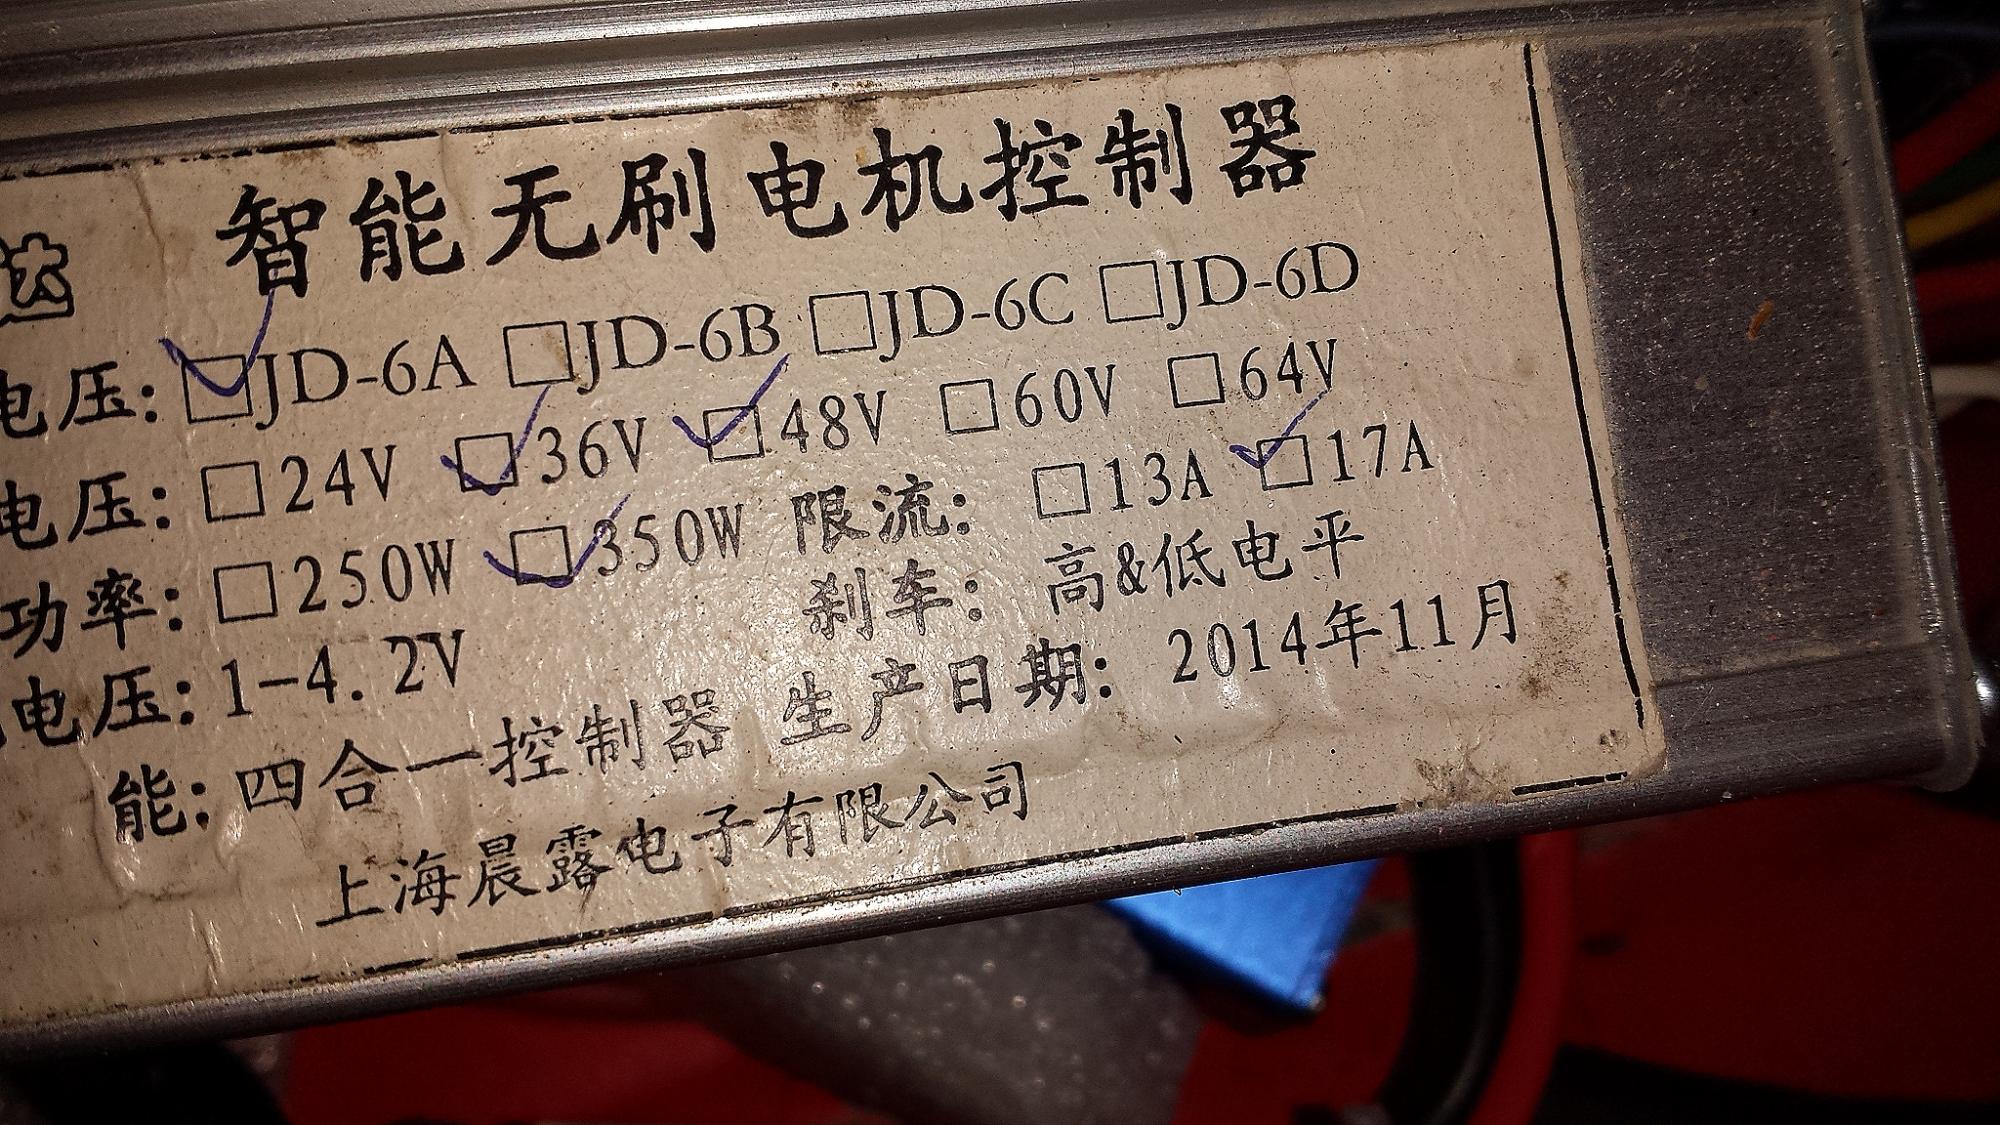 达 智能无刷电机控制器
电压: ☑JD-6A □JD-6B □JD-6C □JD-6D
电压: □24V ☑36V ☑48V □60V □64V
功率: □250W ☑350W 限流: □13A ☑17A
电压: 1-4.2V 刹车: 高&低电平
能: 四合一控制器 生产日期: 2014年11月
上海晨露电子有限公司